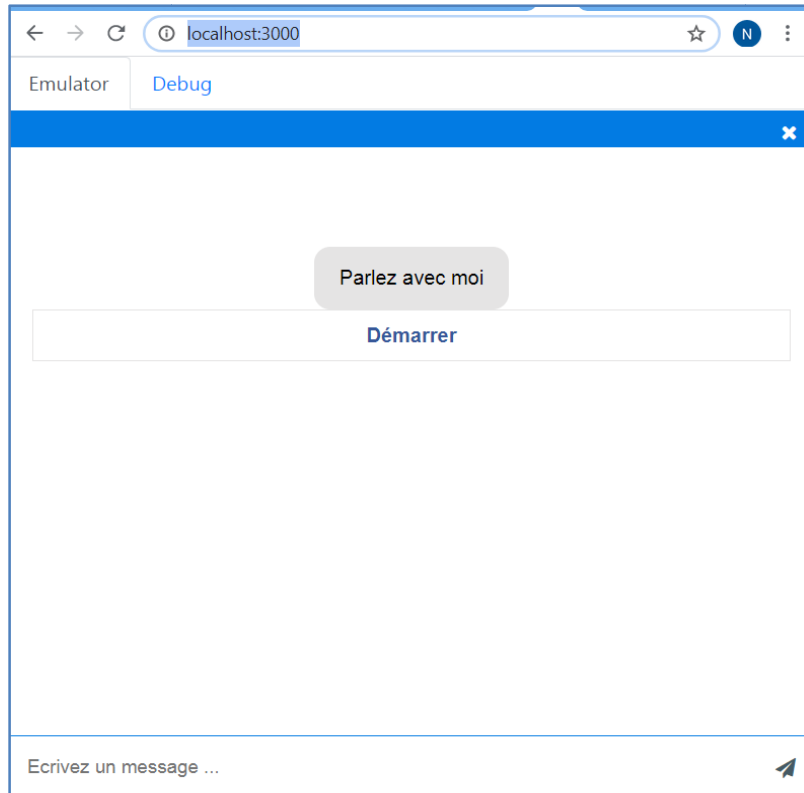 localhost:3000
N
Emulator Debug
Parlez avec moi
Démarrer
Ecrivez un message ...